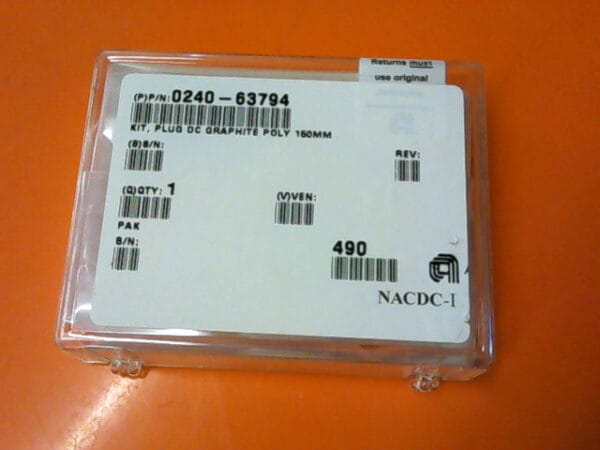 Returns must
use original
(P)P/N: 0240-63794
KIT, PLUG DC GRAPHITE POLY 150MM
(S)S/N:
REV:
(Q)QTY: 1
(V)VEN:
PAK
B/N:
490
NACDC-I